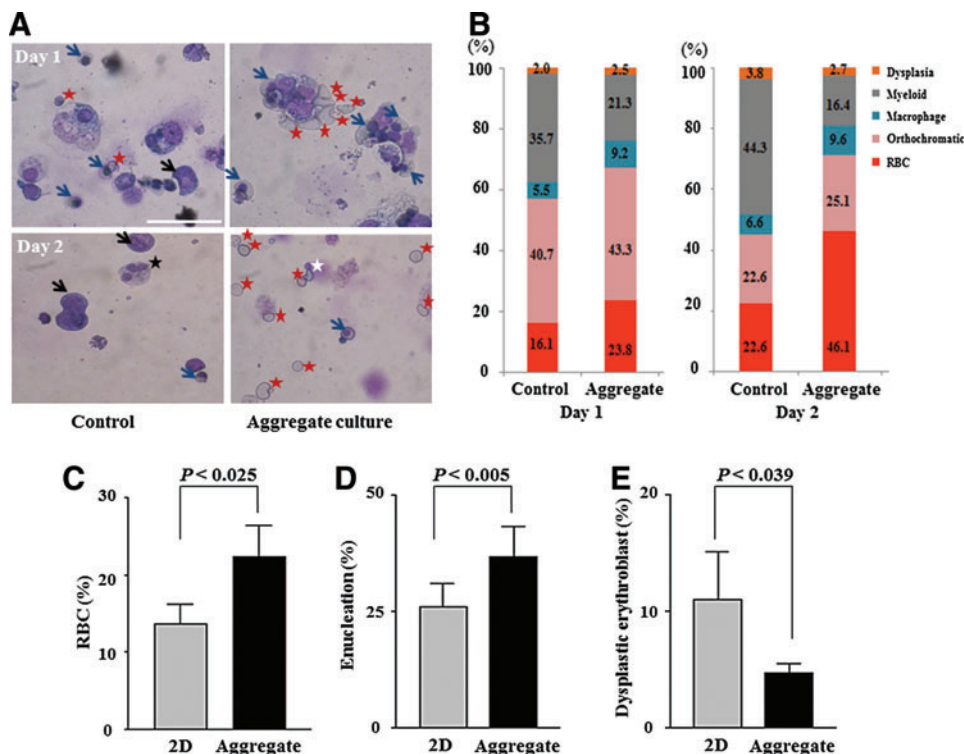 A
Day 1
Day 2
Control Aggregate culture
B
(%) (%)
100 100
80 80
60 60
40 40
20 20
0 0
2.0 2.5 3.8 2.7
35.7 21.3 44.3 16.4
5.5 9.2 6.6 9.6
40.7 43.3 22.6 25.1
16.1 23.8 22.6 46.1
Control Aggregate Control Aggregate
Day 1 Day 2
Dysplasia
Myeloid
Macrophage
Orthochromatic
RBC
C
P < 0.025
RBC (%)
30
20
10
0
2D Aggregate
D
P < 0.005
Enucleation (%)
50
25
0
2D Aggregate
E
P < 0.039
Dysplastic erythroblast (%)
20
10
0
2D Aggregate